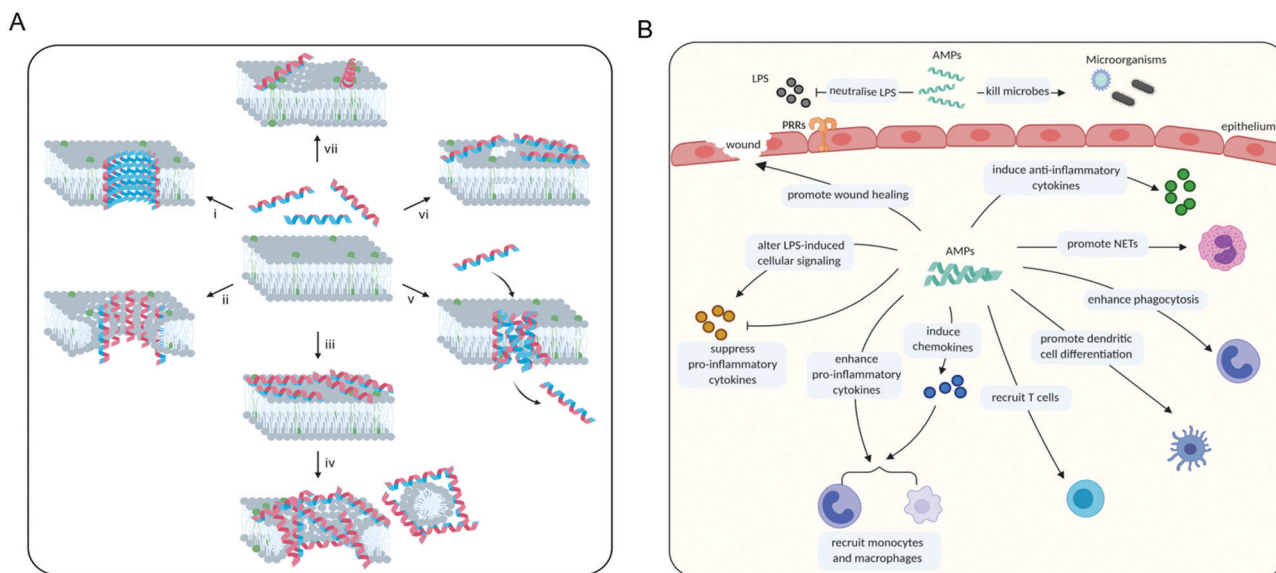 A
vii
i
vi
ii
v
iii
iv
B
AMPs
Microorganisms
LPS
neutralise LPS
kill microbes
PRRs
epithelium
wound
induce anti-inflammatory
cytokines
promote wound healing
alter LPS-induced
cellular signaling
AMPs
promote NETs
enhance phagocytosis
induce
chemokines
promote dendritic
cell differentiation
suppress
pro-inflammatory
cytokines
enhance
pro-inflammatory
cytokines
recruit T cells
recruit monocytes
and macrophages